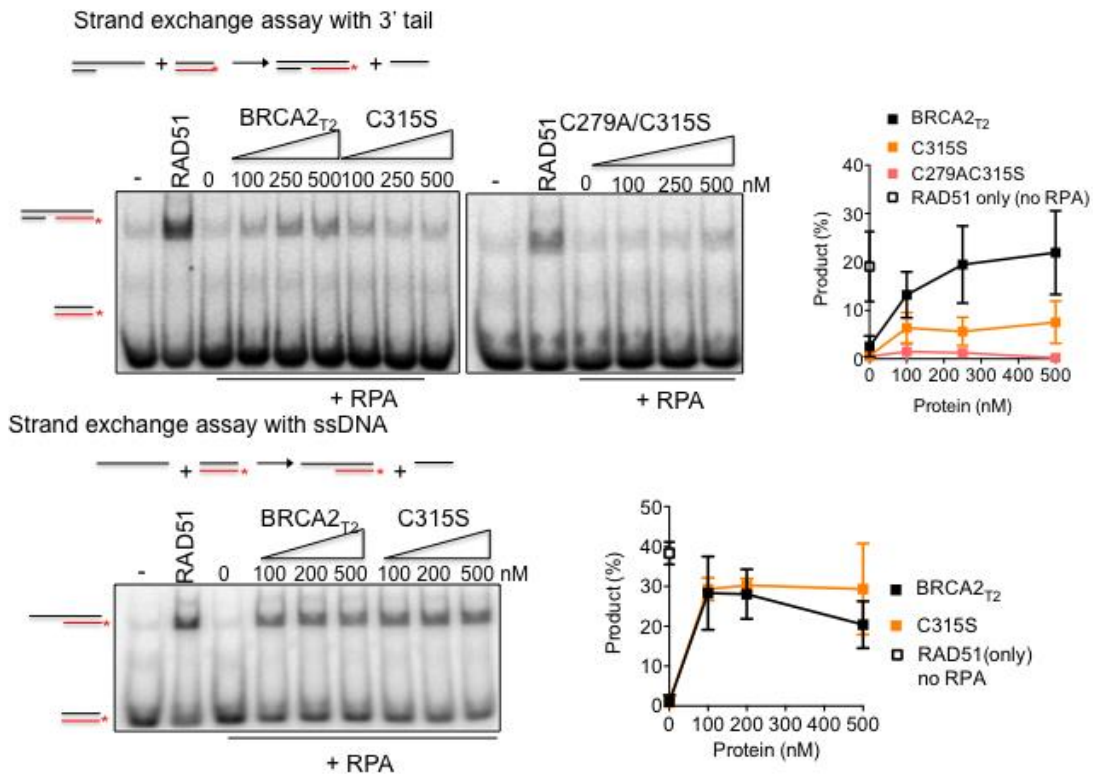 Strand exchange assay with 3' tail
+ * * +
BRCA2T2 C315S
RAD51
- 0 100 250 500 100 250 500 nM
*
*
+ RPA
C279A/C315S
RAD51
- 0 100 250 500 nM
+ RPA
BRCA2T2
C315S
C279AC315S
RAD51 only (no RPA)
Product (%)
40
30
20
10
0
0 100 200 300 400 500
Protein (nM)
Strand exchange assay with ssDNA
+ * * +
BRCA2T2 C315S
RAD51
- 0 100 200 500 100 200 500 nM
*
*
+ RPA
Product (%)
50
40
30
20
10
0
0 100 200 300 400 500
Protein (nM)
BRCA2T2
C315S
RAD51(only)
no RPA